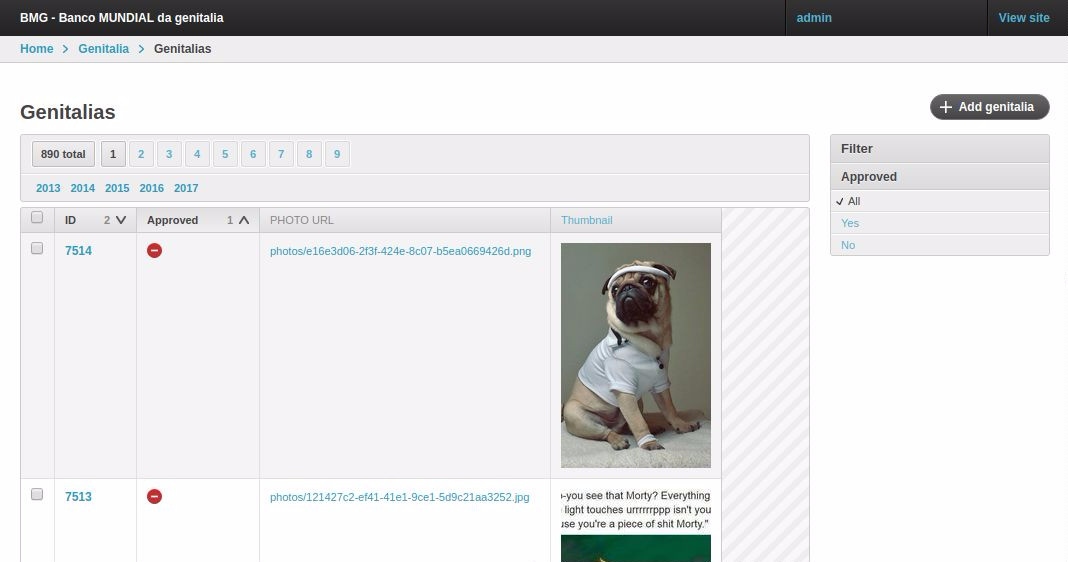 BMG - Banco MUNDIAL da genitalia
admin
View site
Home > Genitalia > Genitalias
Genitalias
+ Add genitalia
890 total 1 2 3 4 5 6 7 8 9
2013 2014 2015 2016 2017
Filter
Approved
All
Yes
No
ID 2 Approved 1 PHOTO URL Thumbnail
7514 photos/e16e3d06-2f3f-424e-8c07-b5ea0669426d.png
7513 photos/121427c2-ef41-41e1-9ce1-5d9c21aa3252.jpg
-you see that Morty? Everything
light touches urrrrrrppp isn't you
use you're a piece of shit Morty."